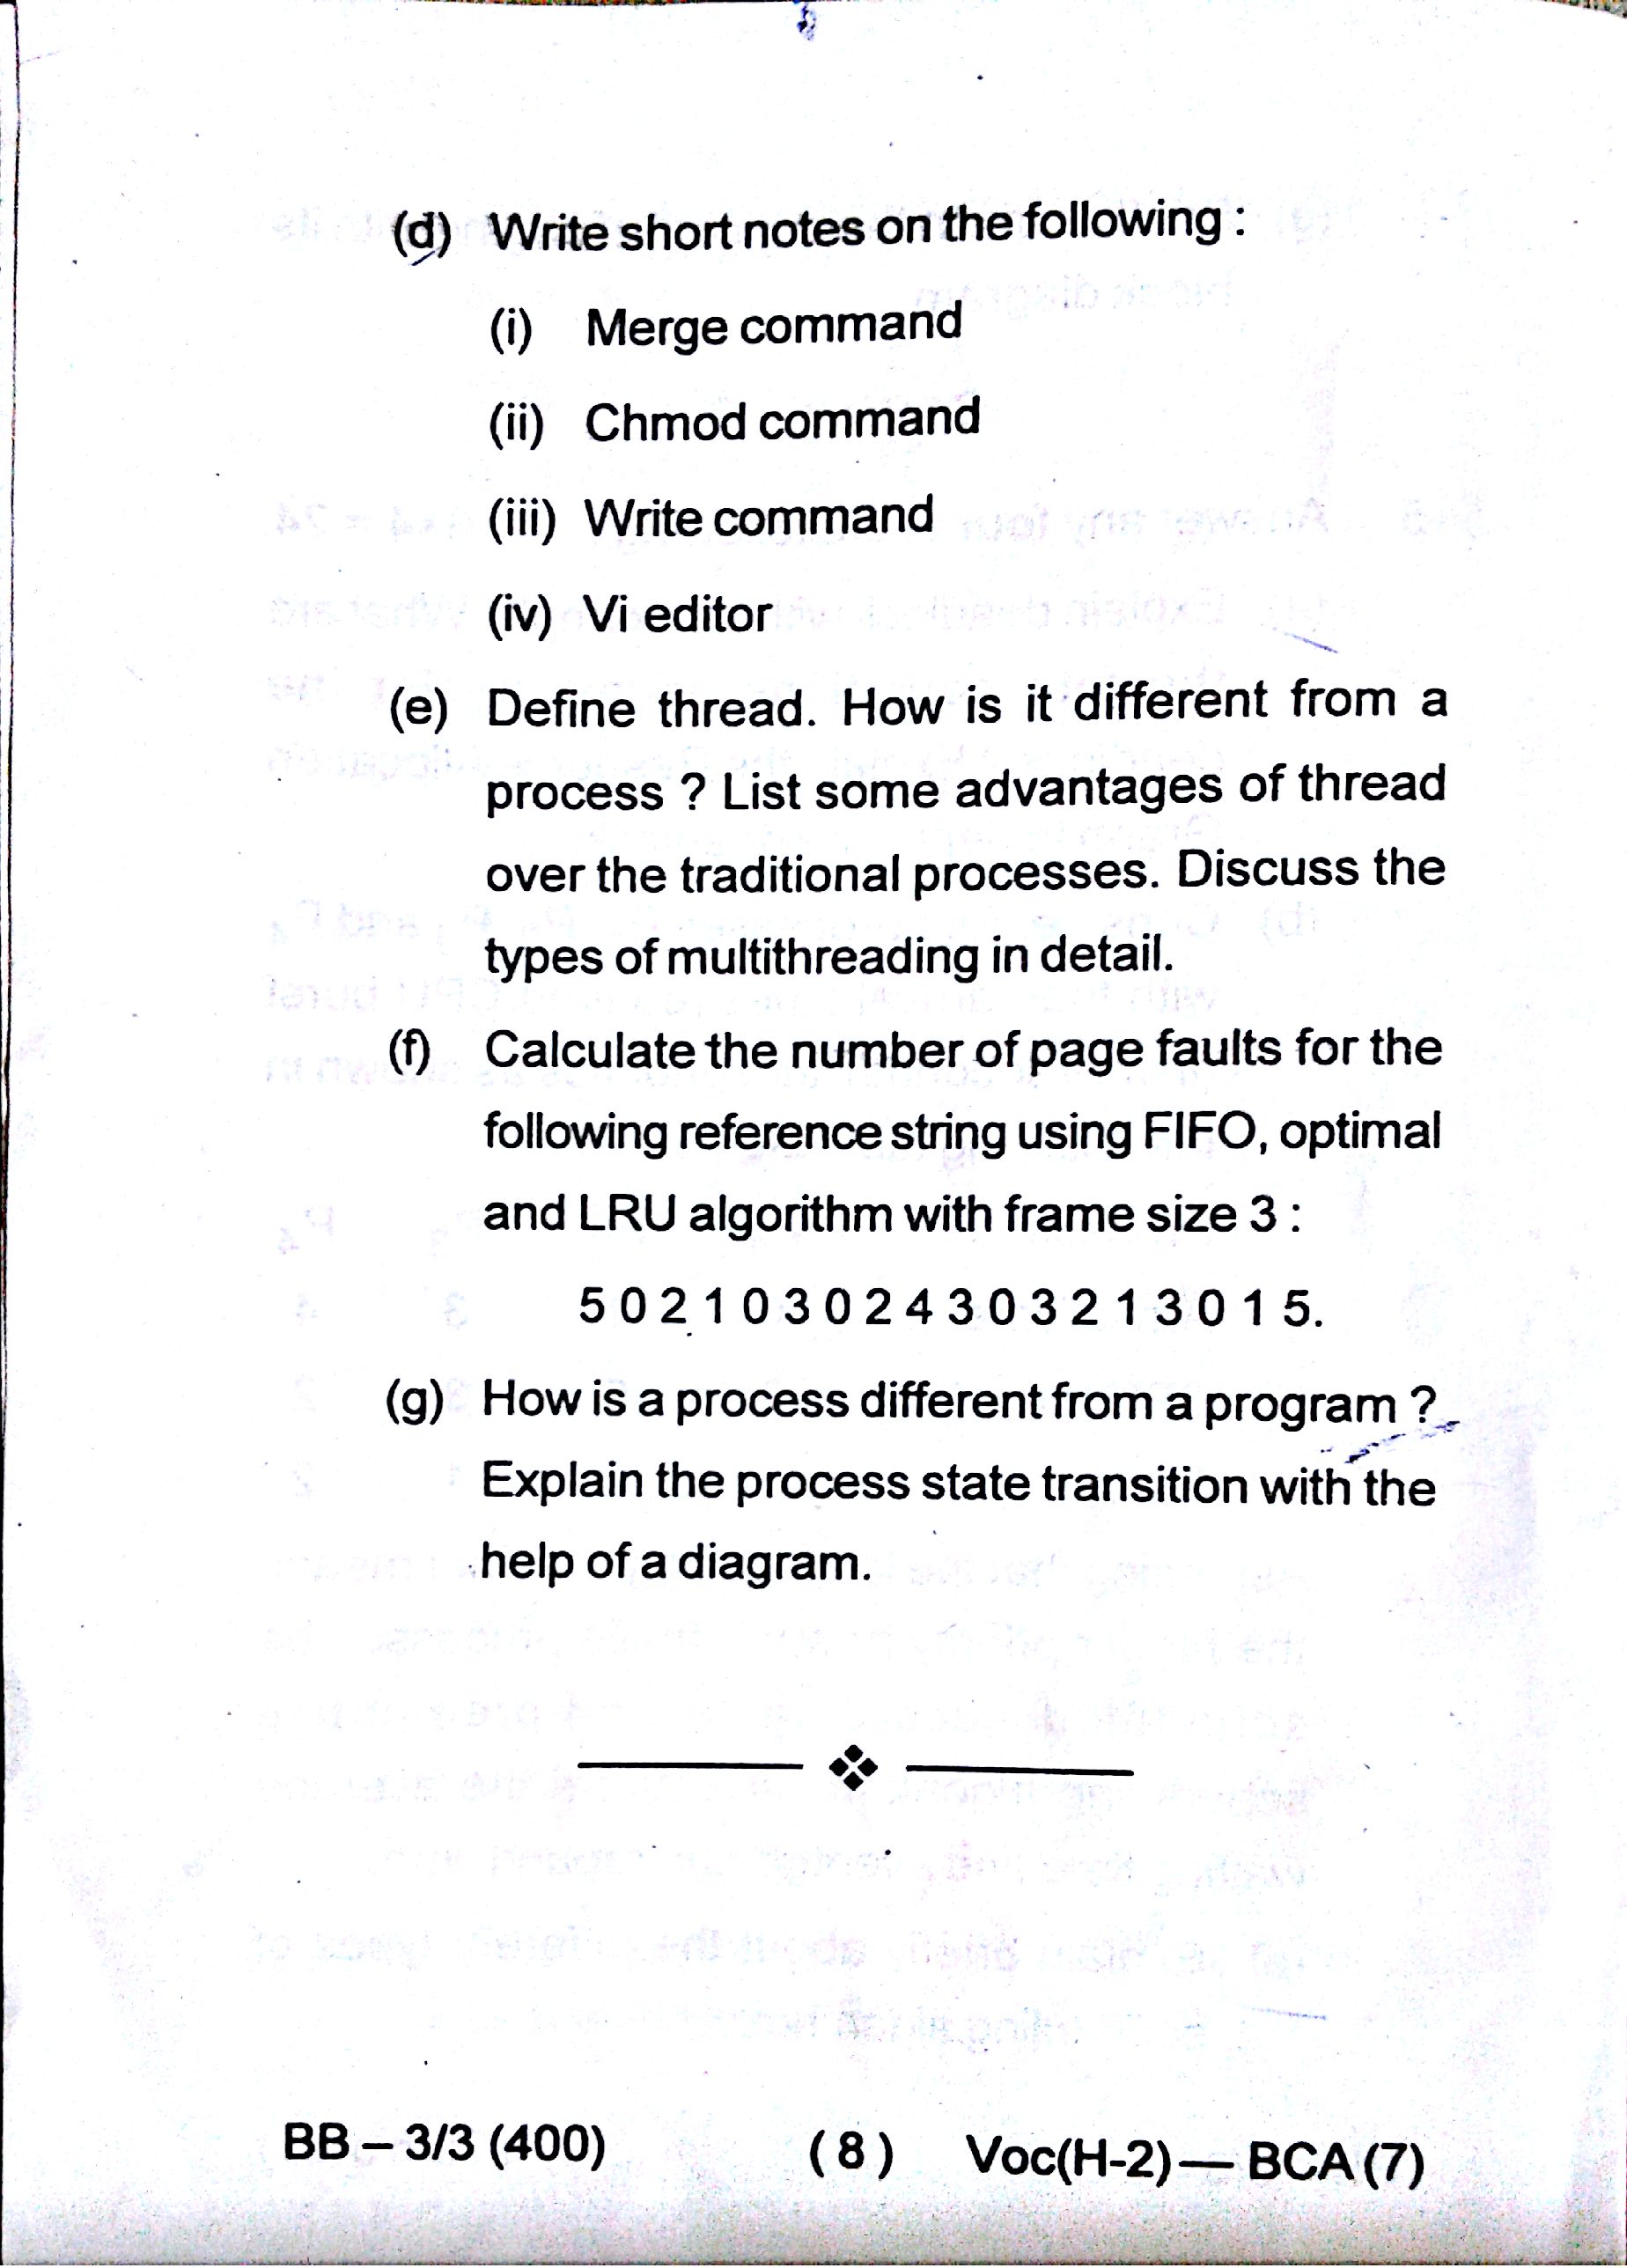 (d) Write short notes on the following :
(i) Merge command
(ii) Chmod command
(iii) Write command
(iv) Vi editor
(e) Define thread. How is it different from a
process ? List some advantages of thread
over the traditional processes. Discuss the
types of multithreading in detail.
(f) Calculate the number of page faults for the
following reference string using FIFO, optimal
and LRU algorithm with frame size 3 :
5 0 2 1 0 3 0 2 4 3 0 3 2 1 3 0 1 5.
(g) How is a process different from a program ?
Explain the process state transition with the
help of a diagram.
BB – 3/3 (400) ( 8 ) Voc(H-2) — BCA (7)